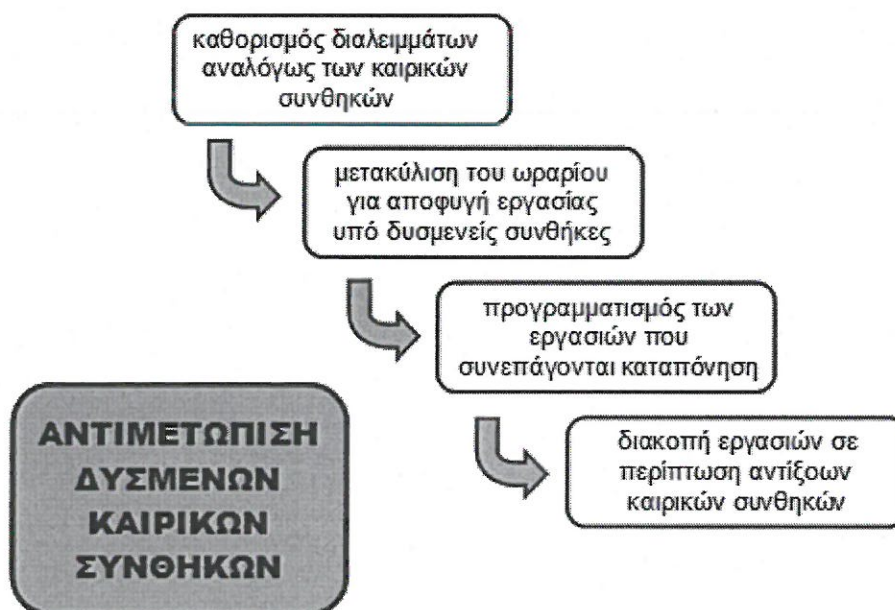 καθορισμός διαλειμμάτων
αναλόγως των καιρικών
συνθηκών
μετακύλιση του ωραρίου
για αποφυγή εργασίας
υπό δυσμενείς συνθήκες
προγραμματισμός των
εργασιών που
συνεπάγονται καταπόνηση
διακοπή εργασιών σε
περίπτωση αντίξοων
καιρικών συνθηκών
ΑΝΤΙΜΕΤΩΠΙΣΗ
ΔΥΣΜΕΝΩΝ
ΚΑΙΡΙΚΩΝ
ΣΥΝΘΗΚΩΝ